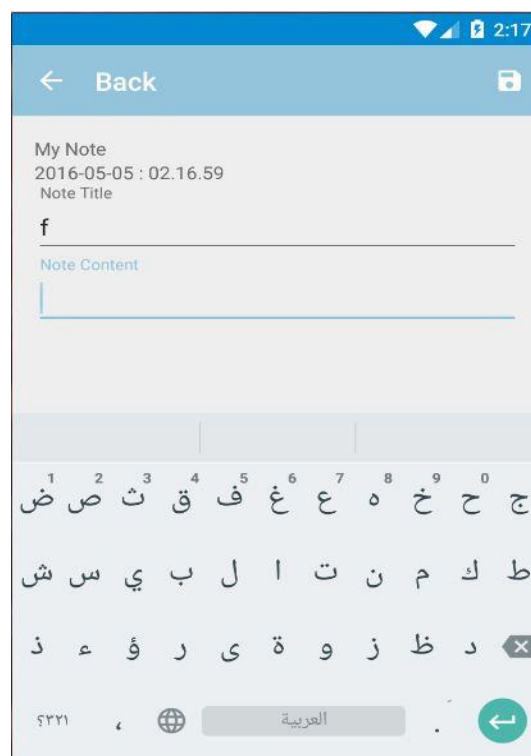 2:17
Back
My Note
2016-05-05 : 02.16.59
Note Title
f
Note Content
1 2 3 4 5 6 7 8 9 0
ض ص ث ق ف غ ع ه خ ح ج
ش س ي ب ل ا ت ن م ك ط
ذ ء ؤ ر ى ة و ز ظ د
؟٣٢١ ، العربية .